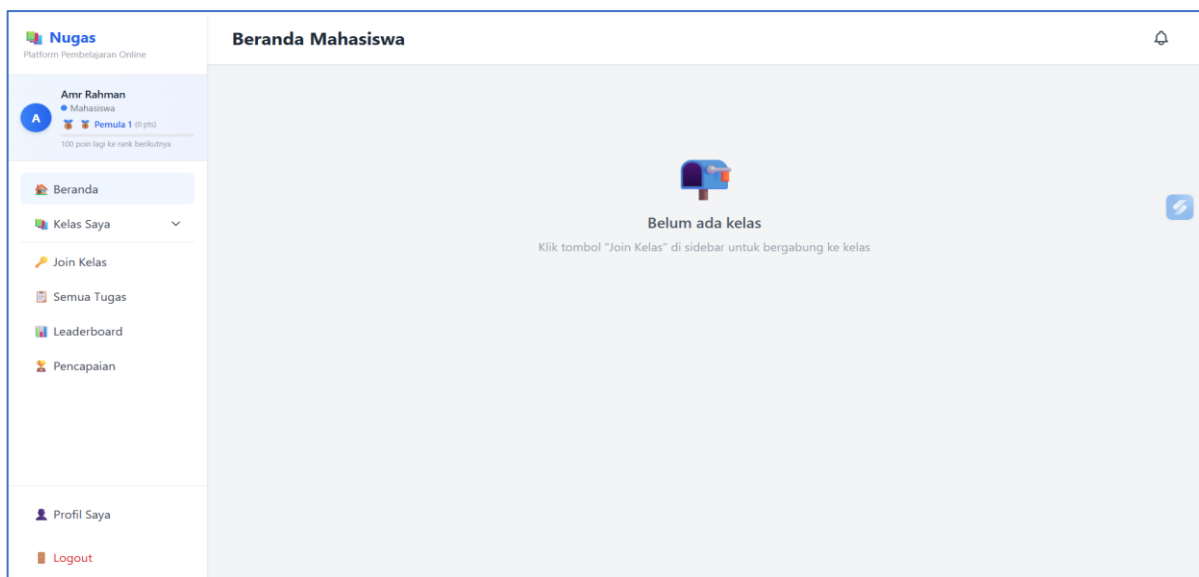 Nugas
Platform Pembelajaran Online
Amr Rahman
Mahasiswa
Pemula 1 (0 pts)
100 poin lagi ke rank berikutnya
A
Beranda
Kelas Saya
Join Kelas
Semua Tugas
Leaderboard
Pencapaian
Profil Saya
Logout
Beranda Mahasiswa
Belum ada kelas
Klik tombol "Join Kelas" di sidebar untuk bergabung ke kelas